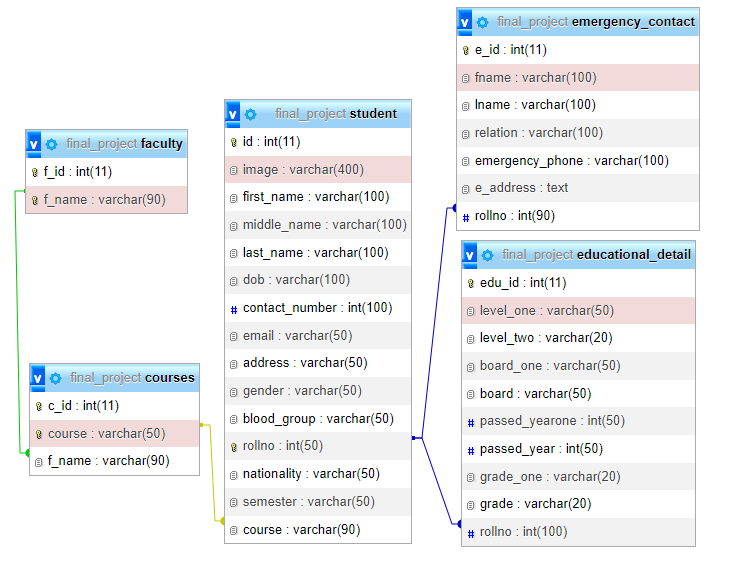 final_project faculty
f_id : int(11)
f_name : varchar(90)
final_project courses
c_id : int(11)
course : varchar(50)
f_name : varchar(90)
final_project student
id : int(11)
image : varchar(400)
first_name : varchar(100)
middle_name : varchar(100)
last_name : varchar(100)
dob : varchar(100)
contact_number : int(100)
email : varchar(50)
address : varchar(50)
gender : varchar(50)
blood_group : varchar(50)
rollno : int(50)
nationality : varchar(50)
semester : varchar(50)
course : varchar(90)
final_project emergency_contact
e_id : int(11)
fname : varchar(100)
lname : varchar(100)
relation : varchar(100)
emergency_phone : varchar(100)
e_address : text
rollno : int(90)
final_project educational_detail
edu_id : int(11)
level_one : varchar(50)
level_two : varchar(20)
board_one : varchar(50)
board : varchar(50)
passed_yearone : int(50)
passed_year : int(50)
grade_one : varchar(20)
grade : varchar(20)
rollno : int(100)